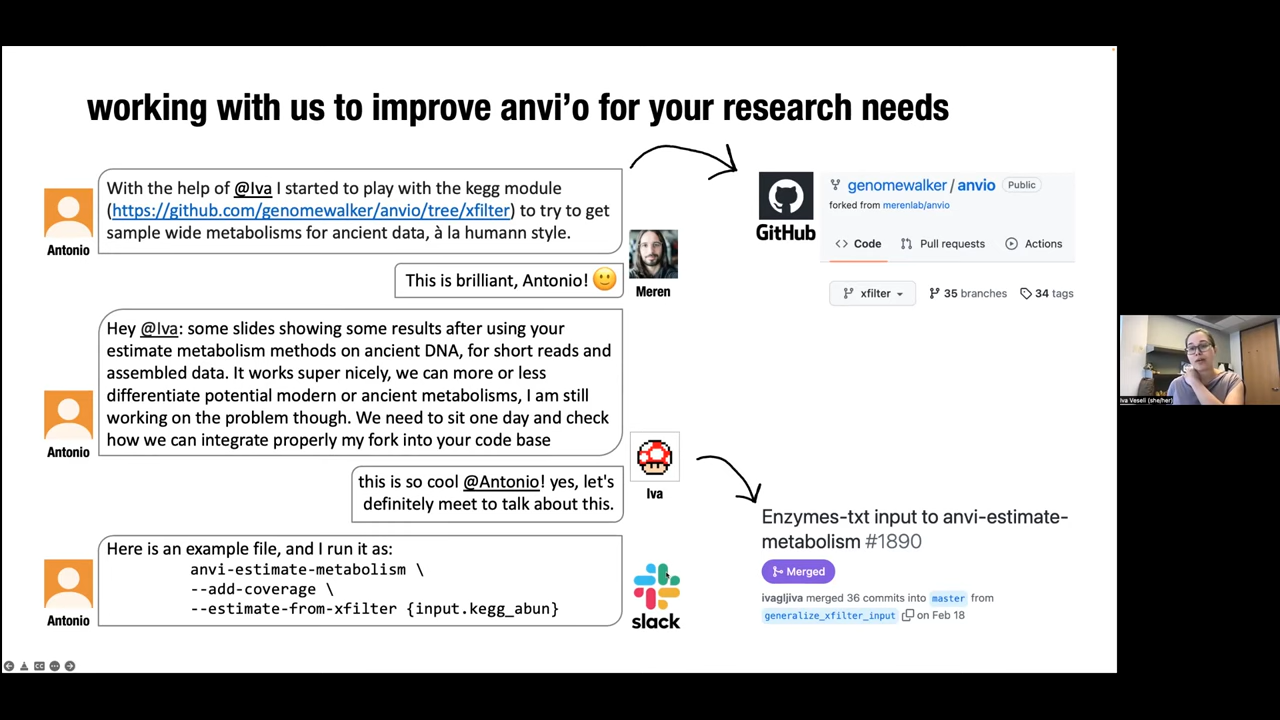 working with us to improve anvi’o for your research needs
With the help of @Iva I started to play with the kegg module
(https://github.com/genomewalker/anvio/tree/xfilter) to try to get
sample wide metabolisms for ancient data, à la humann style.
Antonio
This is brilliant, Antonio! 🙂
Meren
Hey @Iva: some slides showing some results after using your
estimate metabolism methods on ancient DNA, for short reads and
assembled data. It works super nicely, we can more or less
differentiate potential modern or ancient metabolisms, I am still
working on the problem though. We need to sit one day and check
how we can integrate properly my fork into your code base
Antonio
this is so cool @Antonio! yes, let's
definitely meet to talk about this.
Iva
Here is an example file, and I run it as:
anvi-estimate-metabolism \
--add-coverage \
--estimate-from-xfilter {input.kegg_abun}
Antonio
slack
GitHub
genomewalker / anvio Public
forked from merenlab/anvio
<> Code Pull requests Actions
xfilter 35 branches 34 tags
Enzymes-txt input to anvi-estimate-
metabolism #1890
Merged
ivagljiva merged 36 commits into master from
generalize_xfilter_input on Feb 18
Iva Veseli (she/her)